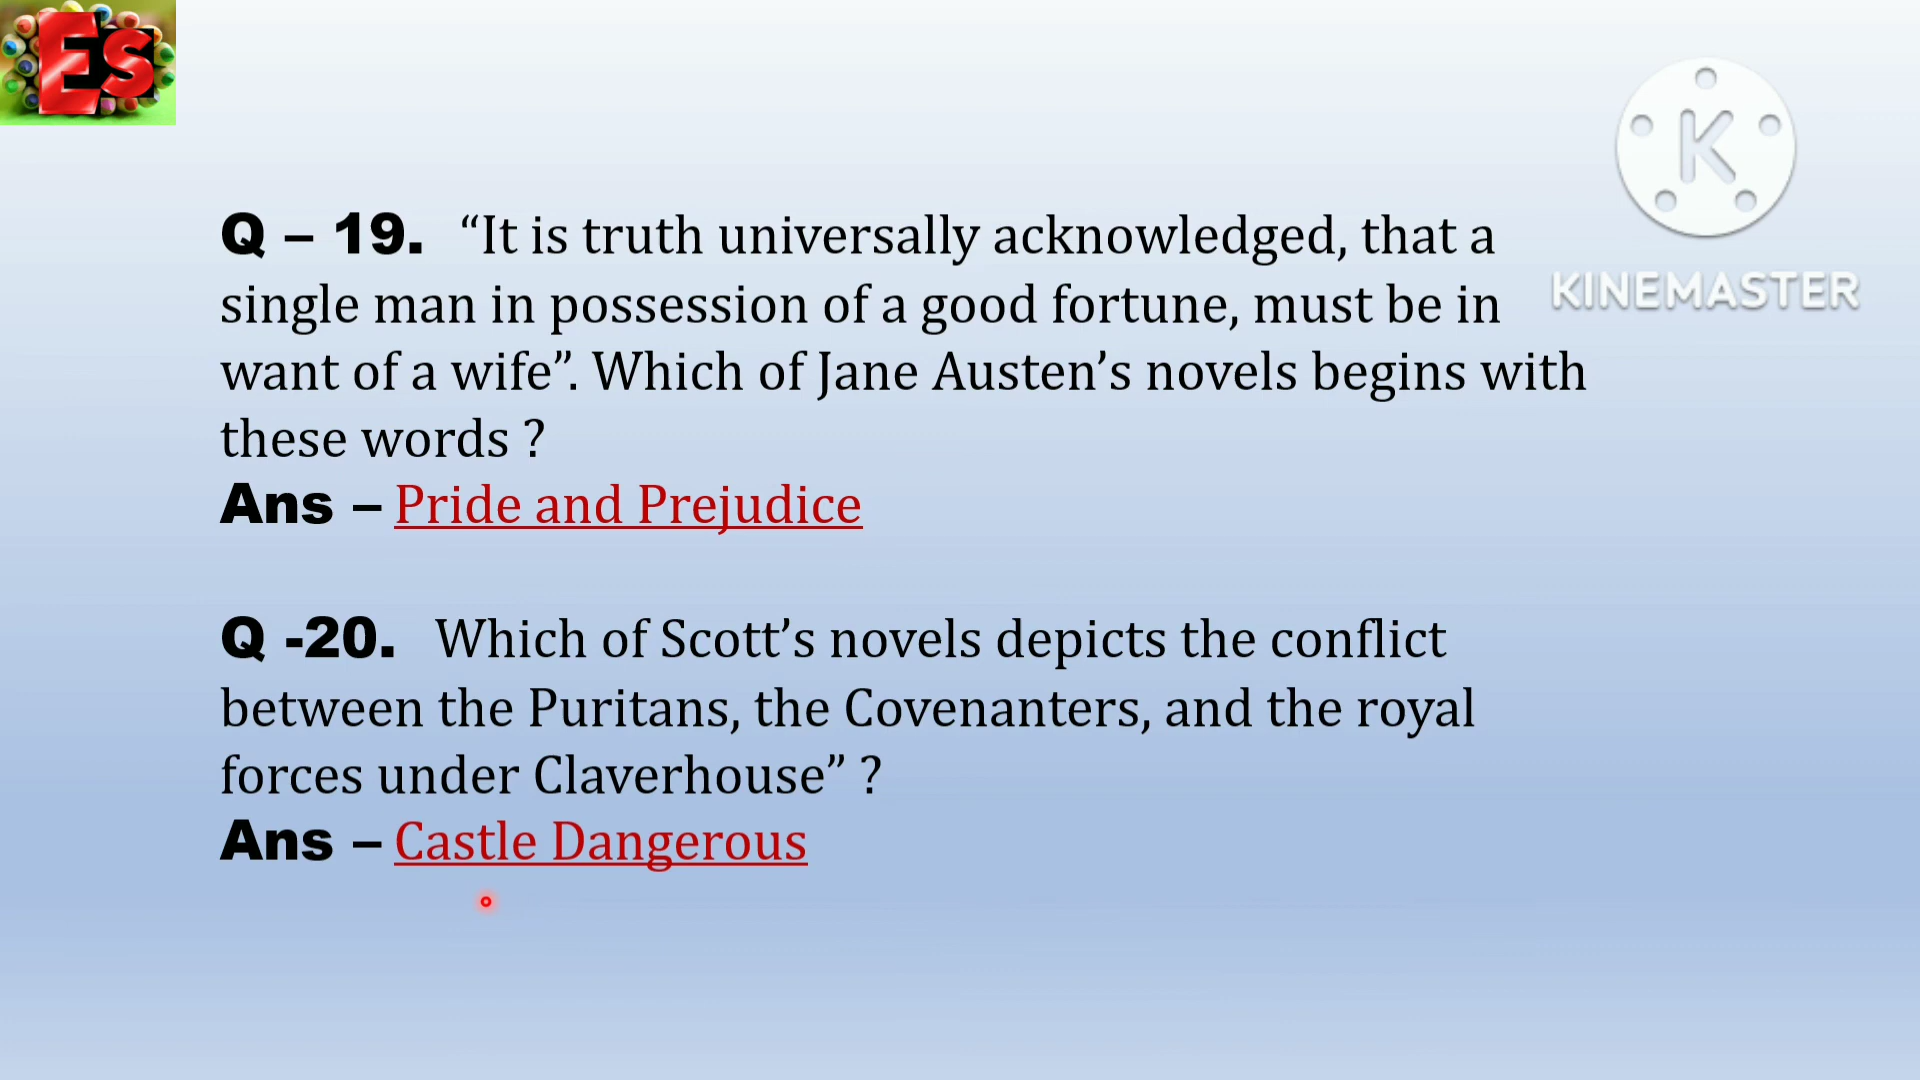 Es
KINEMASTER
Q – 19. “It is truth universally acknowledged, that a
single man in possession of a good fortune, must be in
want of a wife”. Which of Jane Austen’s novels begins with
these words ?
Ans – Pride and Prejudice
Q -20. Which of Scott’s novels depicts the conflict
between the Puritans, the Covenanters, and the royal
forces under Claverhouse” ?
Ans – Castle Dangerous